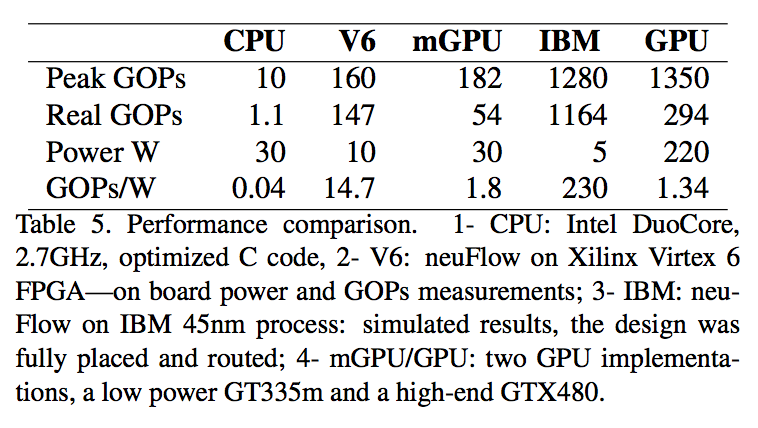 CPU V6 mGPU IBM GPU
Peak GOPs 10 160 182 1280 1350
Real GOPs 1.1 147 54 1164 294
Power W 30 10 30 5 220
GOPs/W 0.04 14.7 1.8 230 1.34
Table 5. Performance comparison. 1- CPU: Intel DuoCore,
2.7GHz, optimized C code, 2- V6: neuFlow on Xilinx Virtex 6
FPGA—on board power and GOPs measurements; 3- IBM: neu-
Flow on IBM 45nm process: simulated results, the design was
fully placed and routed; 4- mGPU/GPU: two GPU implementa-
tions, a low power GT335m and a high-end GTX480.